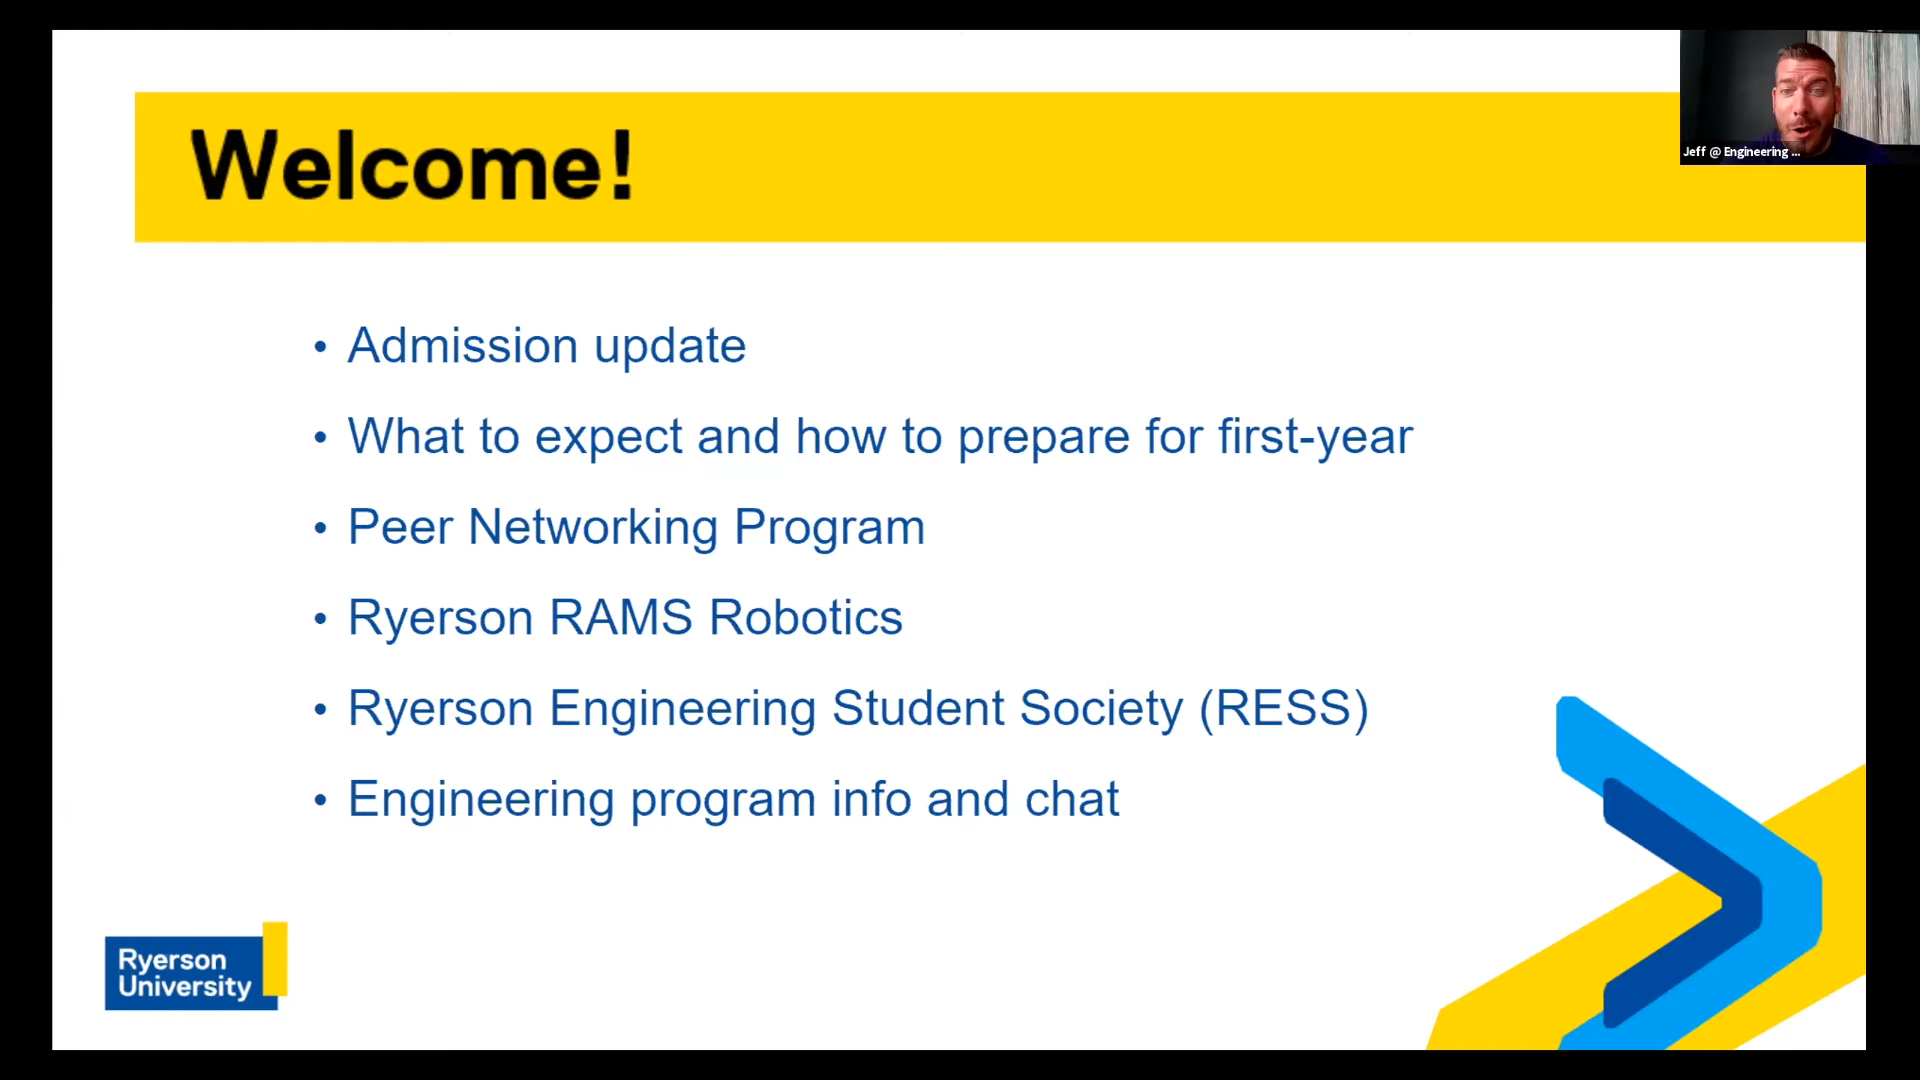 Welcome!
Jeff @ Engineering ...
• Admission update
• What to expect and how to prepare for first-year
• Peer Networking Program
• Ryerson RAMS Robotics
• Ryerson Engineering Student Society (RESS)
• Engineering program info and chat
Ryerson
University